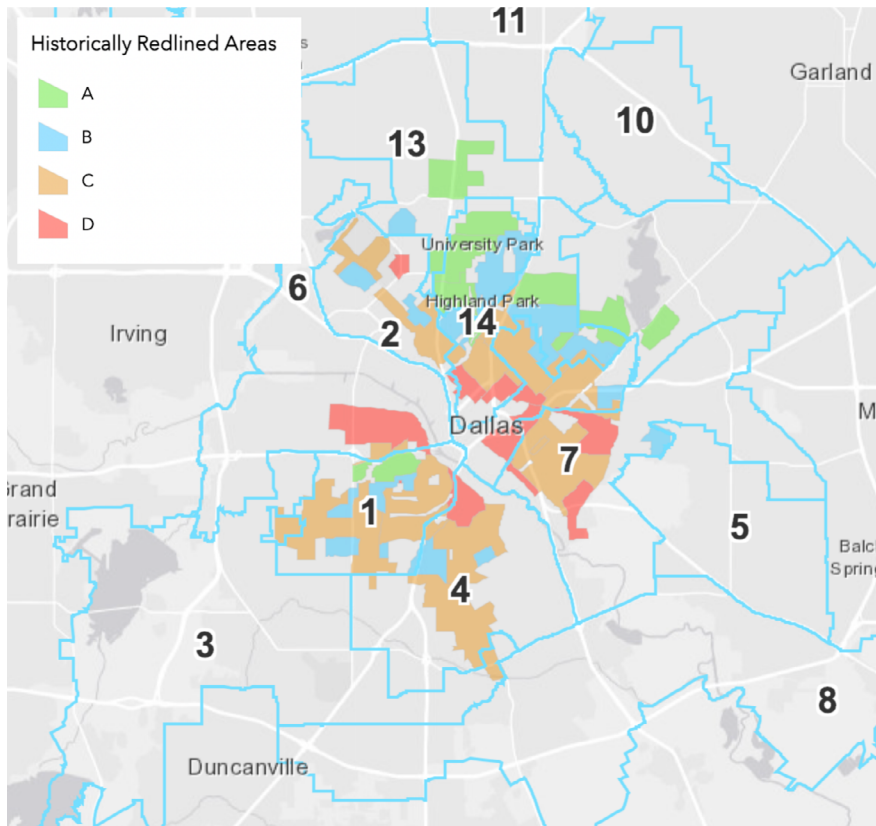 11
Historically Redlined Areas
s
Garland
A
10
B
13
C
D
University Park
6
Highland Park
14
2
Irving
M
Dallas
7
Grand
rairie
1
5
Balch
Spring
4
3
8
Duncanville